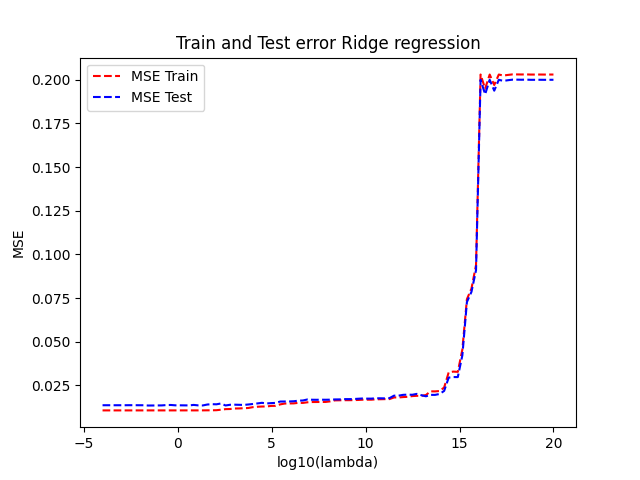 Train and Test error Ridge regression
MSE Train
MSE Test
0.200
0.175
0.150
0.125
0.100
0.075
0.050
0.025
MSE
−5
0
5
10
15
20
log10(lambda)